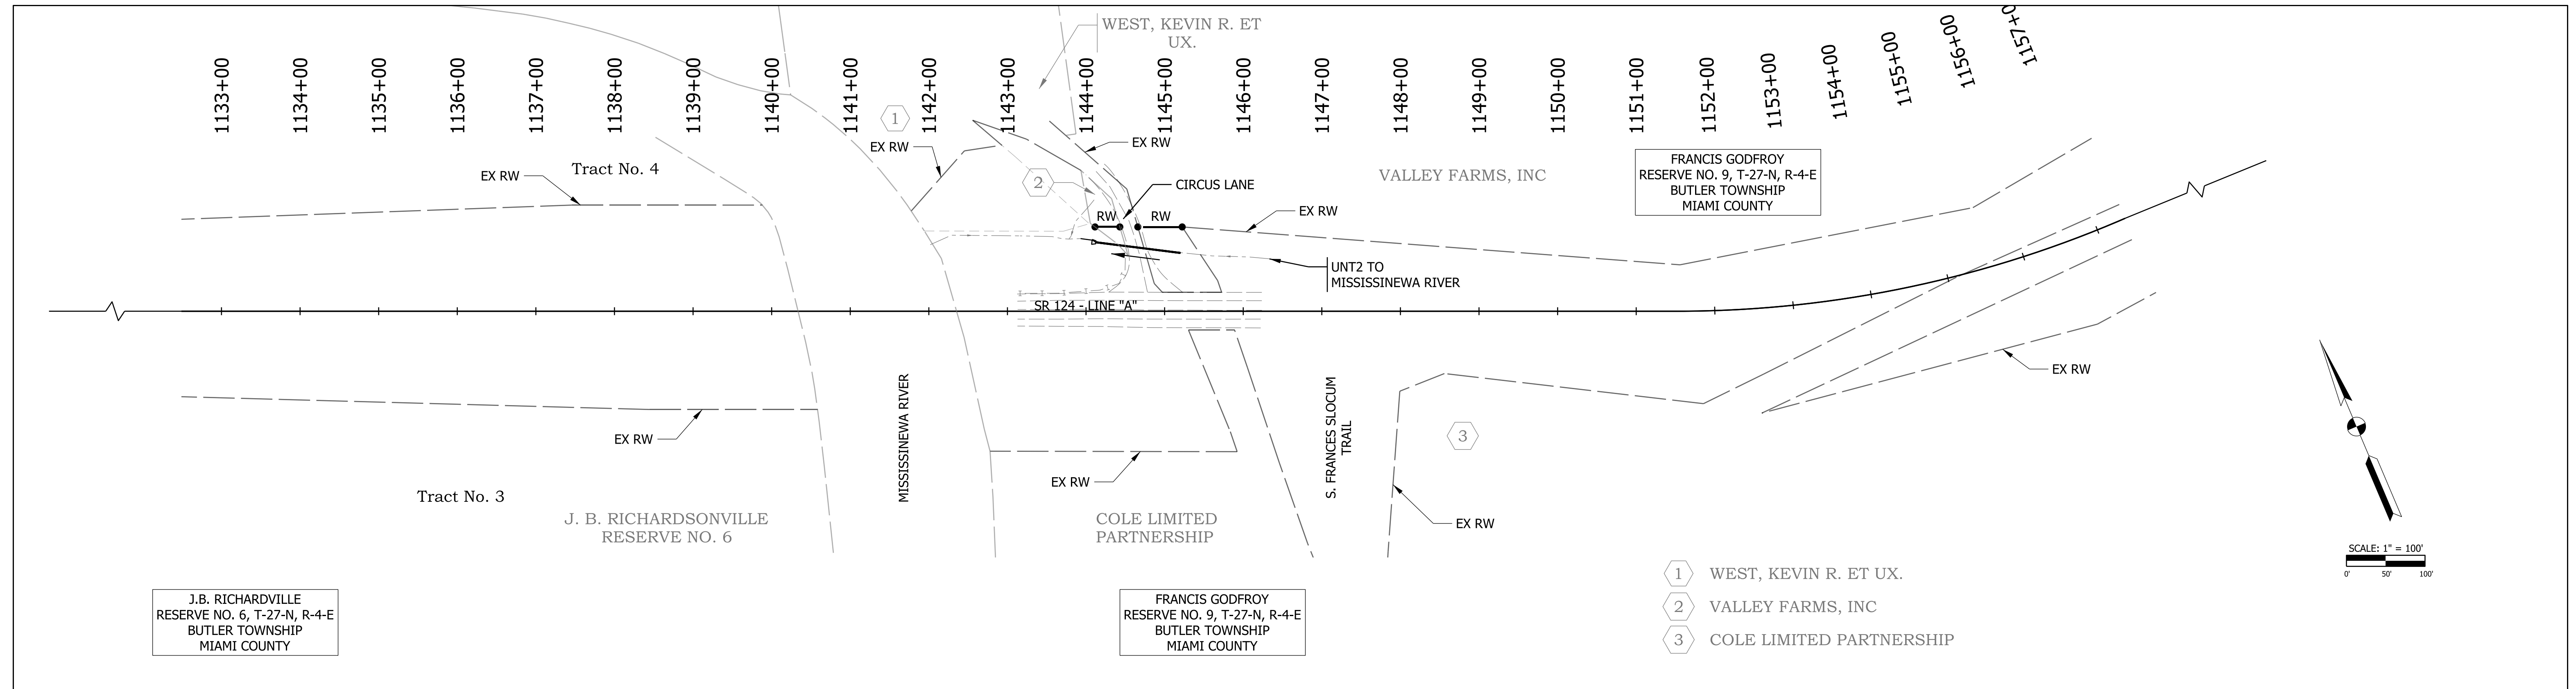 WEST, KEVIN R. ET
UX.
1133+00
1134+00
1135+00
1136+00
1137+00
1138+00
1139+00
1140+00
1141+00
1142+00
1143+00
1144+00
1145+00
1146+00
1147+00
1148+00
1149+00
1150+00
1151+00
1152+00
1153+00
1154+00
1155+00
1156+00
1157+0
1
EX RW
EX RW
Tract No. 4
EX RW
2
CIRCUS LANE
VALLEY FARMS, INC
FRANCIS GODFROY
RESERVE NO. 9, T-27-N, R-4-E
BUTLER TOWNSHIP
MIAMI COUNTY
RW
RW
EX RW
UNT2 TO
MISSISSINEWA RIVER
SR 124 - LINE "A"
EX RW
MISSISSINEWA RIVER
S. FRANCES SLOCUM
TRAIL
EX RW
3
EX RW
EX RW
Tract No. 3
J. B. RICHARDSONVILLE
RESERVE NO. 6
COLE LIMITED
PARTNERSHIP
SCALE: 1" = 100'
0' 50' 100'
1 WEST, KEVIN R. ET UX.
2 VALLEY FARMS, INC
3 COLE LIMITED PARTNERSHIP
J.B. RICHARDVILLE
RESERVE NO. 6, T-27-N, R-4-E
BUTLER TOWNSHIP
MIAMI COUNTY
FRANCIS GODFROY
RESERVE NO. 9, T-27-N, R-4-E
BUTLER TOWNSHIP
MIAMI COUNTY